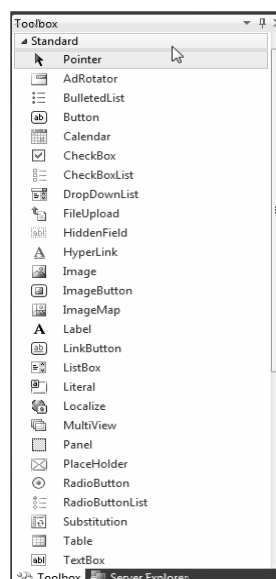 Toolbox
Standard
Pointer
AdRotator
BulletedList
Button
Calendar
CheckBox
CheckBoxList
DropDownList
FileUpload
HiddenField
HyperLink
Image
ImageButton
ImageMap
Label
LinkButton
ListBox
Literal
Localize
MultiView
Panel
PlaceHolder
RadioButton
RadioButtonList
Substitution
Table
TextBox
Toolbox Server Explorer